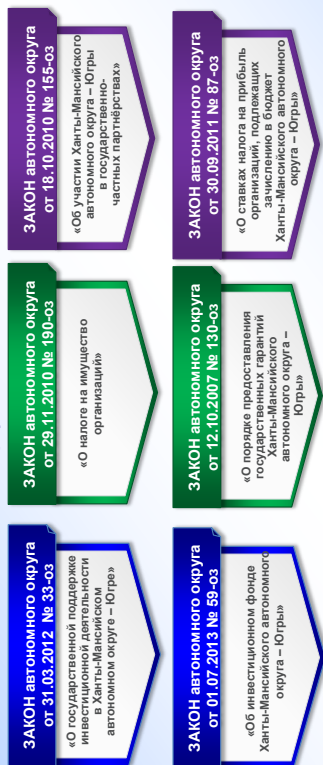 ЗАКОН автономного округа
от 31.03.2012 № 33-оз
«О государственной поддержке
инвестиционной деятельности
в Ханты-Мансийском
автономном округе – Югре»
ЗАКОН автономного округа
от 29.11.2010 № 190-оз
«О налоге на имущество
организаций»
ЗАКОН автономного округа
от 18.10.2010 № 155-оз
«Об участии Ханты-Мансийского
автономного округа – Югры
в государственно-
частных партнёрствах»
ЗАКОН автономного округа
от 01.07.2013 № 59-оз
«Об инвестиционном фонде
Ханты-Мансийского автономного
округа – Югры»
ЗАКОН автономного округа
от 12.10.2007 № 130-оз
«О порядке предоставления
государственных гарантий
Ханты-Мансийского
автономного округа –
Югры»
ЗАКОН автономного округа
от 30.09.2011 № 87-оз
«О ставках налога на прибыль
организаций, подлежащих
зачислению в бюджет
Ханты-Мансийского автономного
округа – Югры»